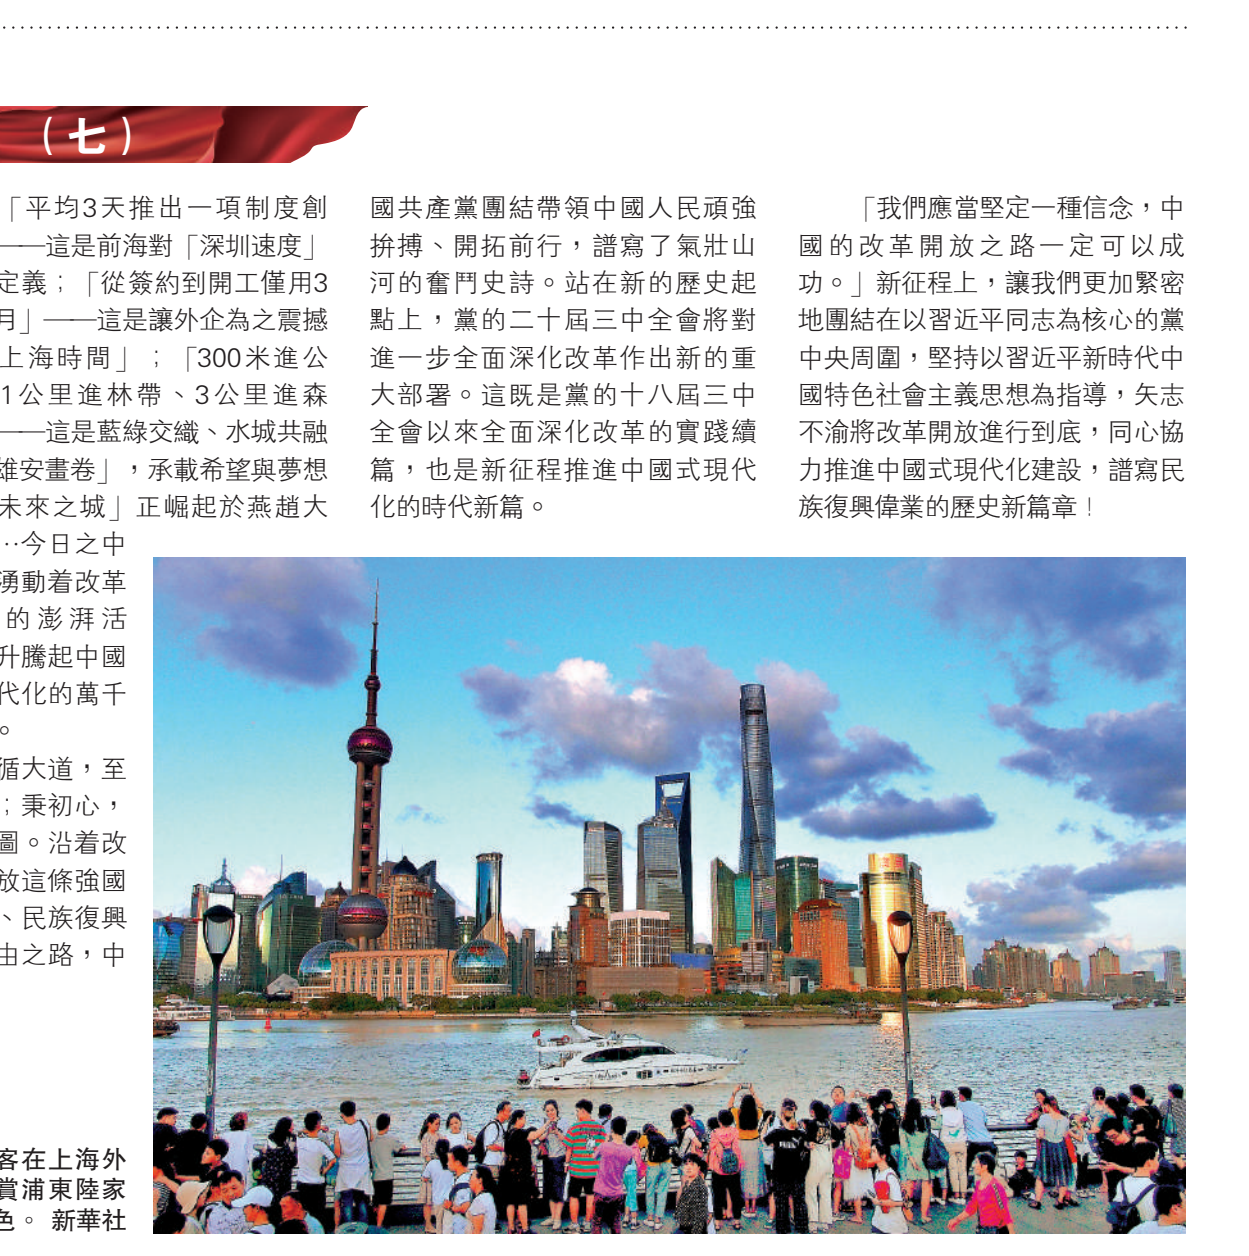 （七）
「平均3天推出一項制度創
——這是前海對「深圳速度」
定義；「從簽約到開工僅用3
月」——這是讓外企為之震撼
上海時間」；「300米進公
1公里進林帶、3公里進森
——這是藍綠交織、水城共融
雄安畫卷」，承載希望與夢想
未來之城」正崛起於燕趙大
…今日之中
湧動着改革
的澎湃活
升騰起中國
代化的萬千
。
循大道，至
；秉初心，
圖。沿着改
放這條強國
、民族復興
由之路，中
國共產黨團結帶領中國人民頑強
拚搏、開拓前行，譜寫了氣壯山
河的奮鬥史詩。站在新的歷史起
點上，黨的二十屆三中全會將對
進一步全面深化改革作出新的重
大部署。這既是黨的十八屆三中
全會以來全面深化改革的實踐續
篇，也是新征程推進中國式現代
化的時代新篇。
「我們應當堅定一種信念，中
國的改革開放之路一定可以成
功。」新征程上，讓我們更加緊密
地團結在以習近平同志為核心的黨
中央周圍，堅持以習近平新時代中
國特色社會主義思想為指導，矢志
不渝將改革開放進行到底，同心協
力推進中國式現代化建設，譜寫民
族復興偉業的歷史新篇章！
客在上海外
賞浦東陸家
色。 新華社